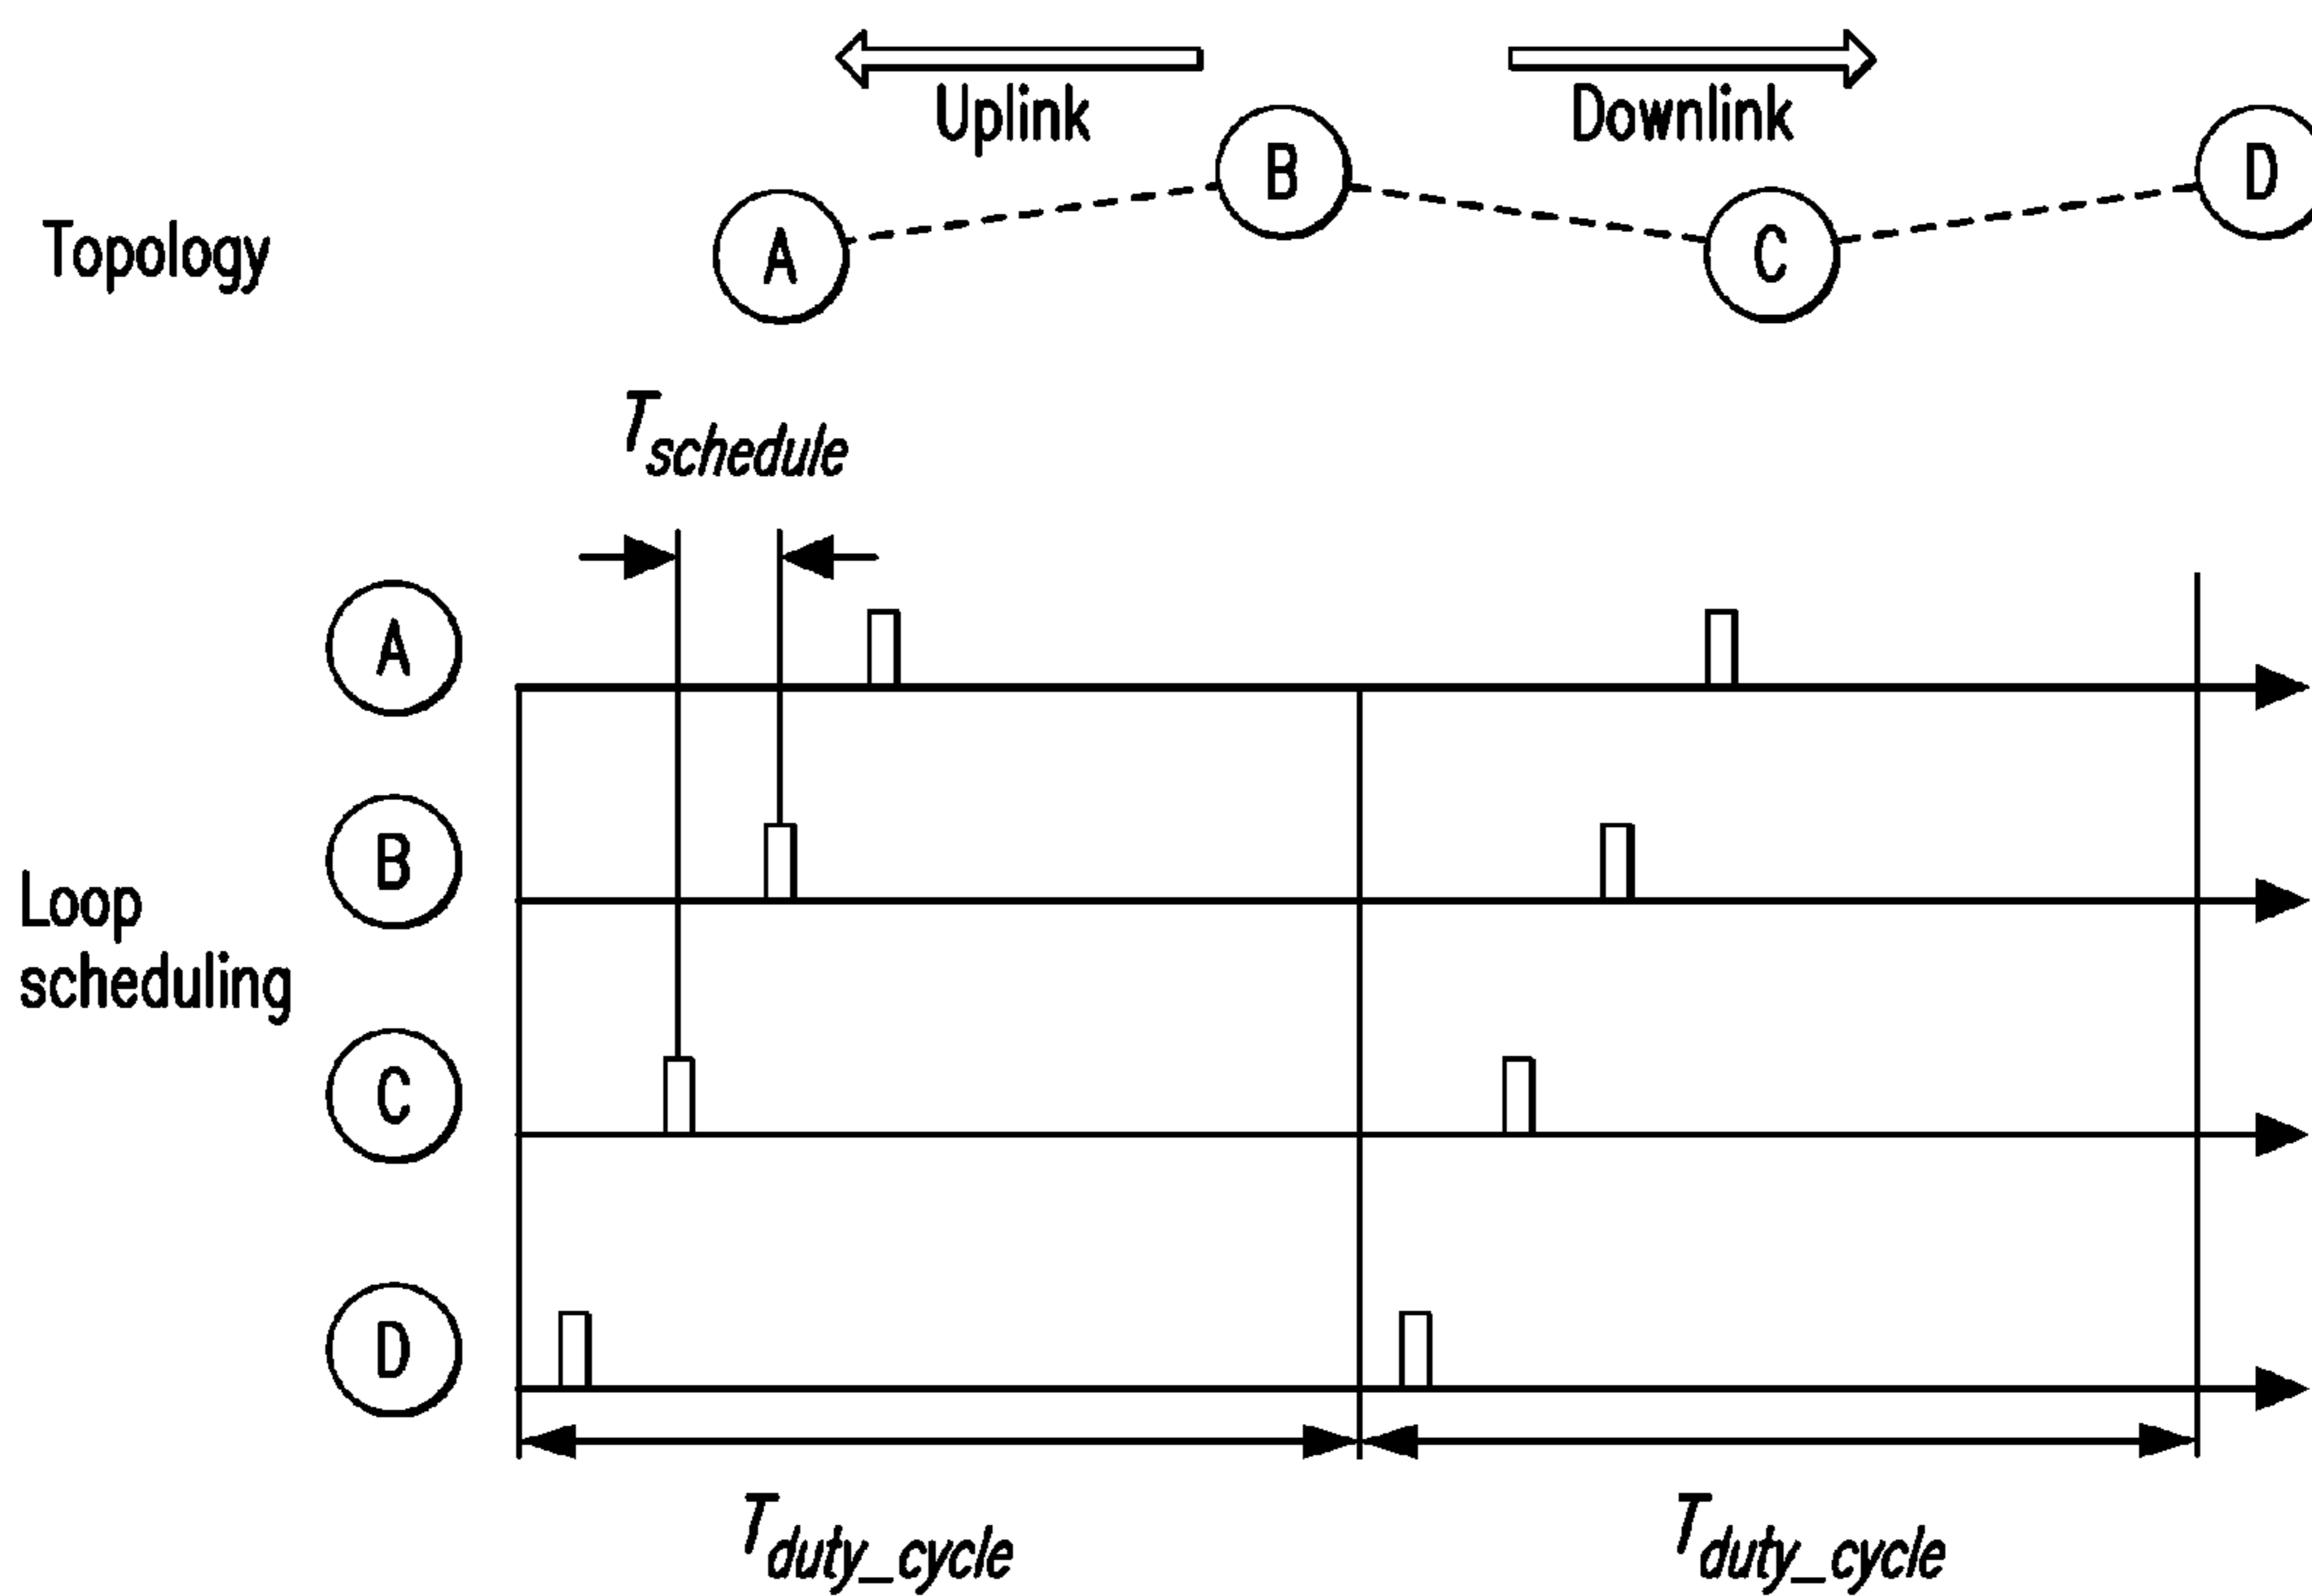 Uplink
Downlink
B
D
Topology
A
C
T_schedule
A
B
Loop
scheduling
C
D
T_duty_cycle
T_duty_cycle